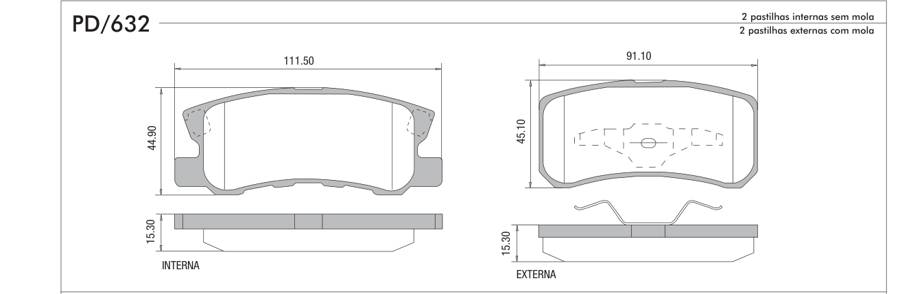 PD/632
2 pastilhas internas sem mola
2 pastilhas externas com mola
111.50
44.90
15.30
INTERNA
91.10
45.10
15.30
EXTERNA